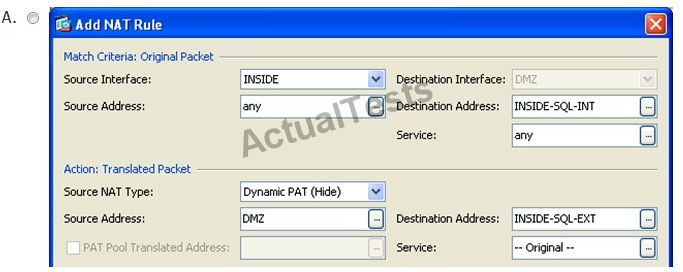 A.
Add NAT Rule
Match Criteria: Original Packet
Source Interface: INSIDE Destination Interface: DMZ
Source Address: any ... Destination Address: INSIDE-SQL-INT ...
Service: any ...
ActualTests
Action: Translated Packet
Source NAT Type: Dynamic PAT (Hide)
Source Address: DMZ ... Destination Address: INSIDE-SQL-EXT ...
PAT Pool Translated Address: ... Service: -- Original -- ...